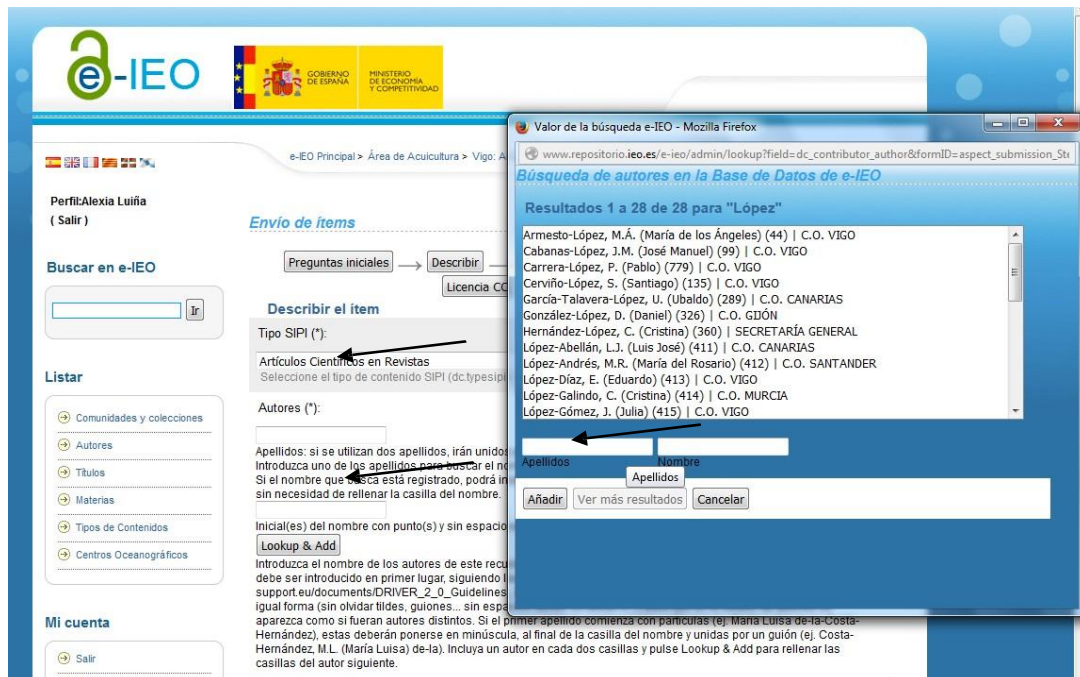 e-IEO
GOBIERNO
DE ESPAÑA
MINISTERIO
DE ECONOMÍA
Y COMPETITIVIDAD
e-IEO Principal > Área de Acuicultura > Vigo: A
Perfil:Alexia Luiña
( Salir )
Buscar en e-IEO
Ir
Listar
Comunidades y colecciones
Autores
Títulos
Materias
Tipos de Contenidos
Centros Oceanográficos
Mi cuenta
Salir
Envío de ítems
Preguntas iniciales
Describir
Licencia CC
Describir el ítem
Tipo SIPI (*):
Artículos Científicos en Revistas
Seleccione el tipo de contenido SIPI (dc.typesipi
Autores (*):
Apellidos: si se utilizan dos apellidos, irán unidos
Introduzca uno de los apellidos para buscar el no
Si el nombre que busca está registrado, podrá in
sin necesidad de rellenar la casilla del nombre.
Inicial(es) del nombre con punto(s) y sin espacio
Lookup & Add
Introduzca el nombre de los autores de este recu
debe ser introducido en primer lugar, siguiendo l
support.eu/documents/DRIVER_2_0_Guidelines
igual forma (sin olvidar tildes, guiones... sin espa
aparezca como si fueran autores distintos. Si el primer apellido comienza con partículas (ej. María Luisa de-la-Costa-
Hernández), estas deberán ponerse en minúscula, al final de la casilla del nombre y unidas por un guión (ej. Costa-
Hernández, M.L. (María Luisa) de-la). Incluya un autor en cada dos casillas y pulse Lookup & Add para rellenar las
casillas del autor siguiente.
Valor de la búsqueda e-IEO - Mozilla Firefox
www.repositorio.ieo.es/e-ieo/admin/lookup?field=dc_contributor_author&formID=aspect_submission_Ste
Búsqueda de autores en la Base de Datos de e-IEO
Resultados 1 a 28 de 28 para "López"
Armesto-López, M.Á. (María de los Ángeles) (44) | C.O. VIGO
Cabanas-López, J.M. (José Manuel) (99) | C.O. VIGO
Carrera-López, P. (Pablo) (779) | C.O. VIGO
Cerviño-López, S. (Santiago) (135) | C.O. VIGO
García-Talavera-López, U. (Ubaldo) (289) | C.O. CANARIAS
González-López, D. (Daniel) (326) | C.O. GIJÓN
Hernández-López, C. (Cristina) (360) | SECRETARÍA GENERAL
López-Abellán, L.J. (Luis José) (411) | C.O. CANARIAS
López-Andrés, M.R. (María del Rosario) (412) | C.O. SANTANDER
López-Díaz, E. (Eduardo) (413) | C.O. VIGO
López-Galindo, C. (Cristina) (414) | C.O. MURCIA
López-Gómez, J. (Julia) (415) | C.O. VIGO
Apellidos
Nombre
Apellidos
Añadir
Ver más resultados
Cancelar